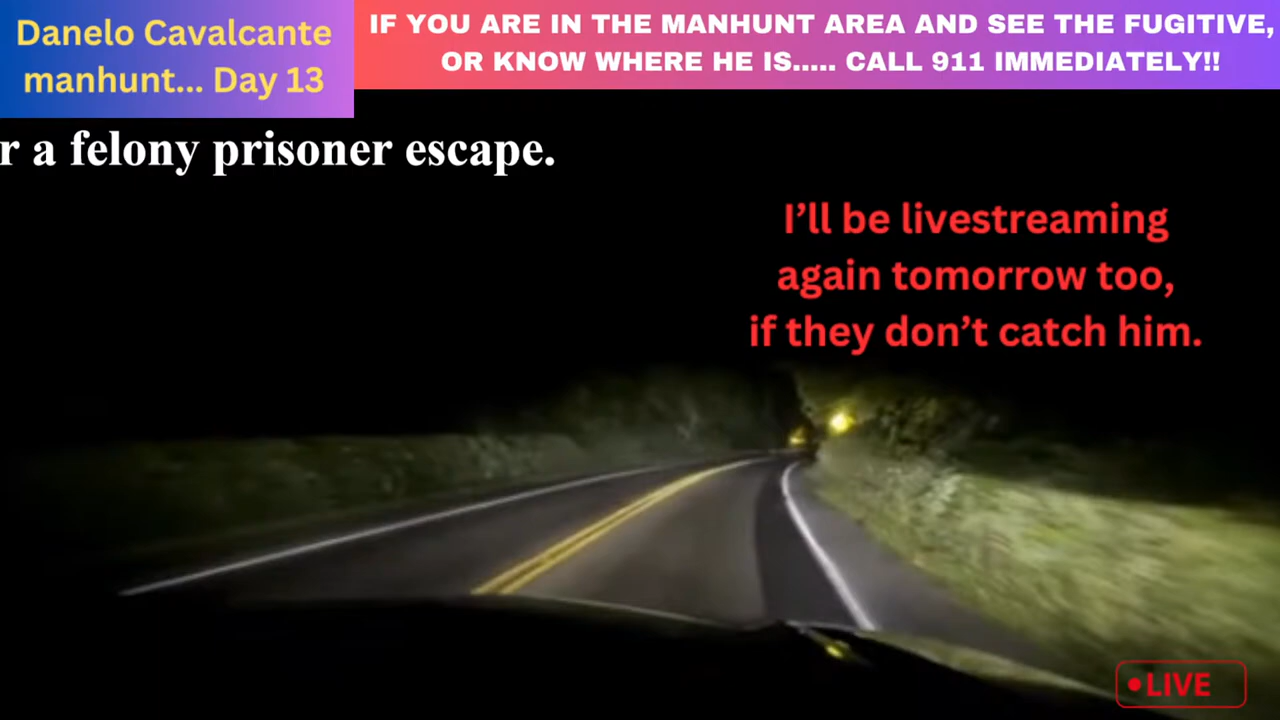 Danelo Cavalcante
manhunt... Day 13
IF YOU ARE IN THE MANHUNT AREA AND SEE THE FUGITIVE,
OR KNOW WHERE HE IS..... CALL 911 IMMEDIATELY!!
r a felony prisoner escape.
I'll be livestreaming
again tomorrow too,
if they don't catch him.
LIVE